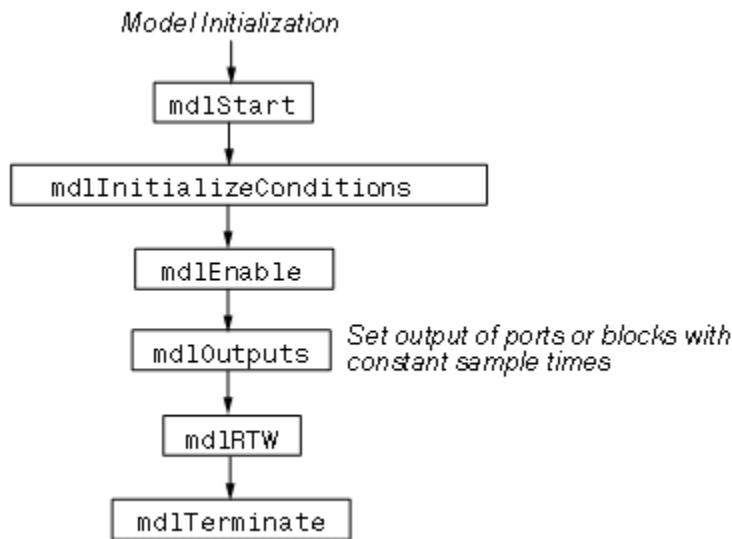 Model Initialization
mdlStart
mdlInitializeConditions
mdlEnable
mdlOutputs
Set output of ports or blocks with
constant sample times
mdlRTW
mdlTerminate